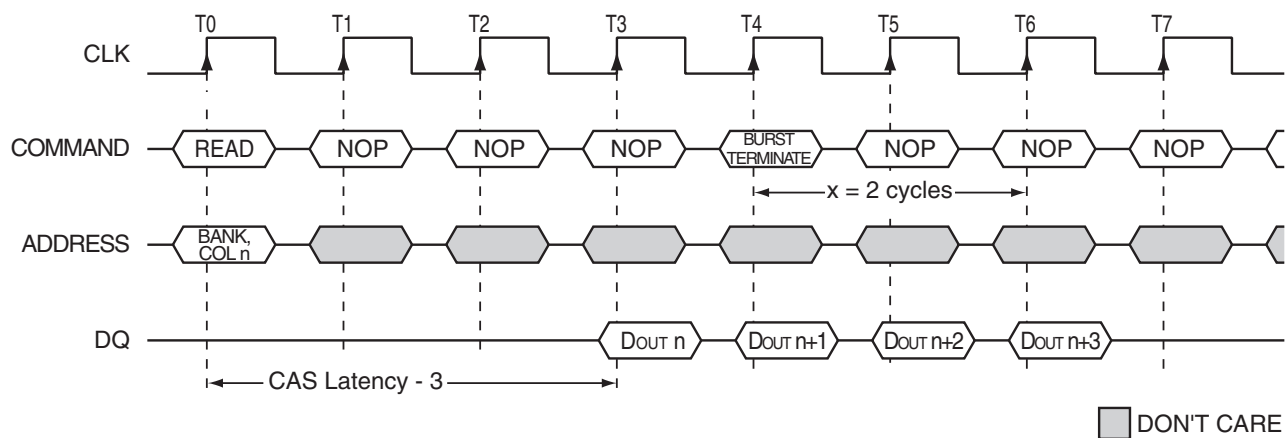 T0 T1 T2 T3 T4 T5 T6 T7
CLK
COMMAND READ NOP NOP NOP BURST TERMINATE NOP NOP NOP
x = 2 cycles
ADDRESS BANK, COL n
DQ DOUT n DOUT n+1 DOUT n+2 DOUT n+3
CAS Latency - 3
DON'T CARE